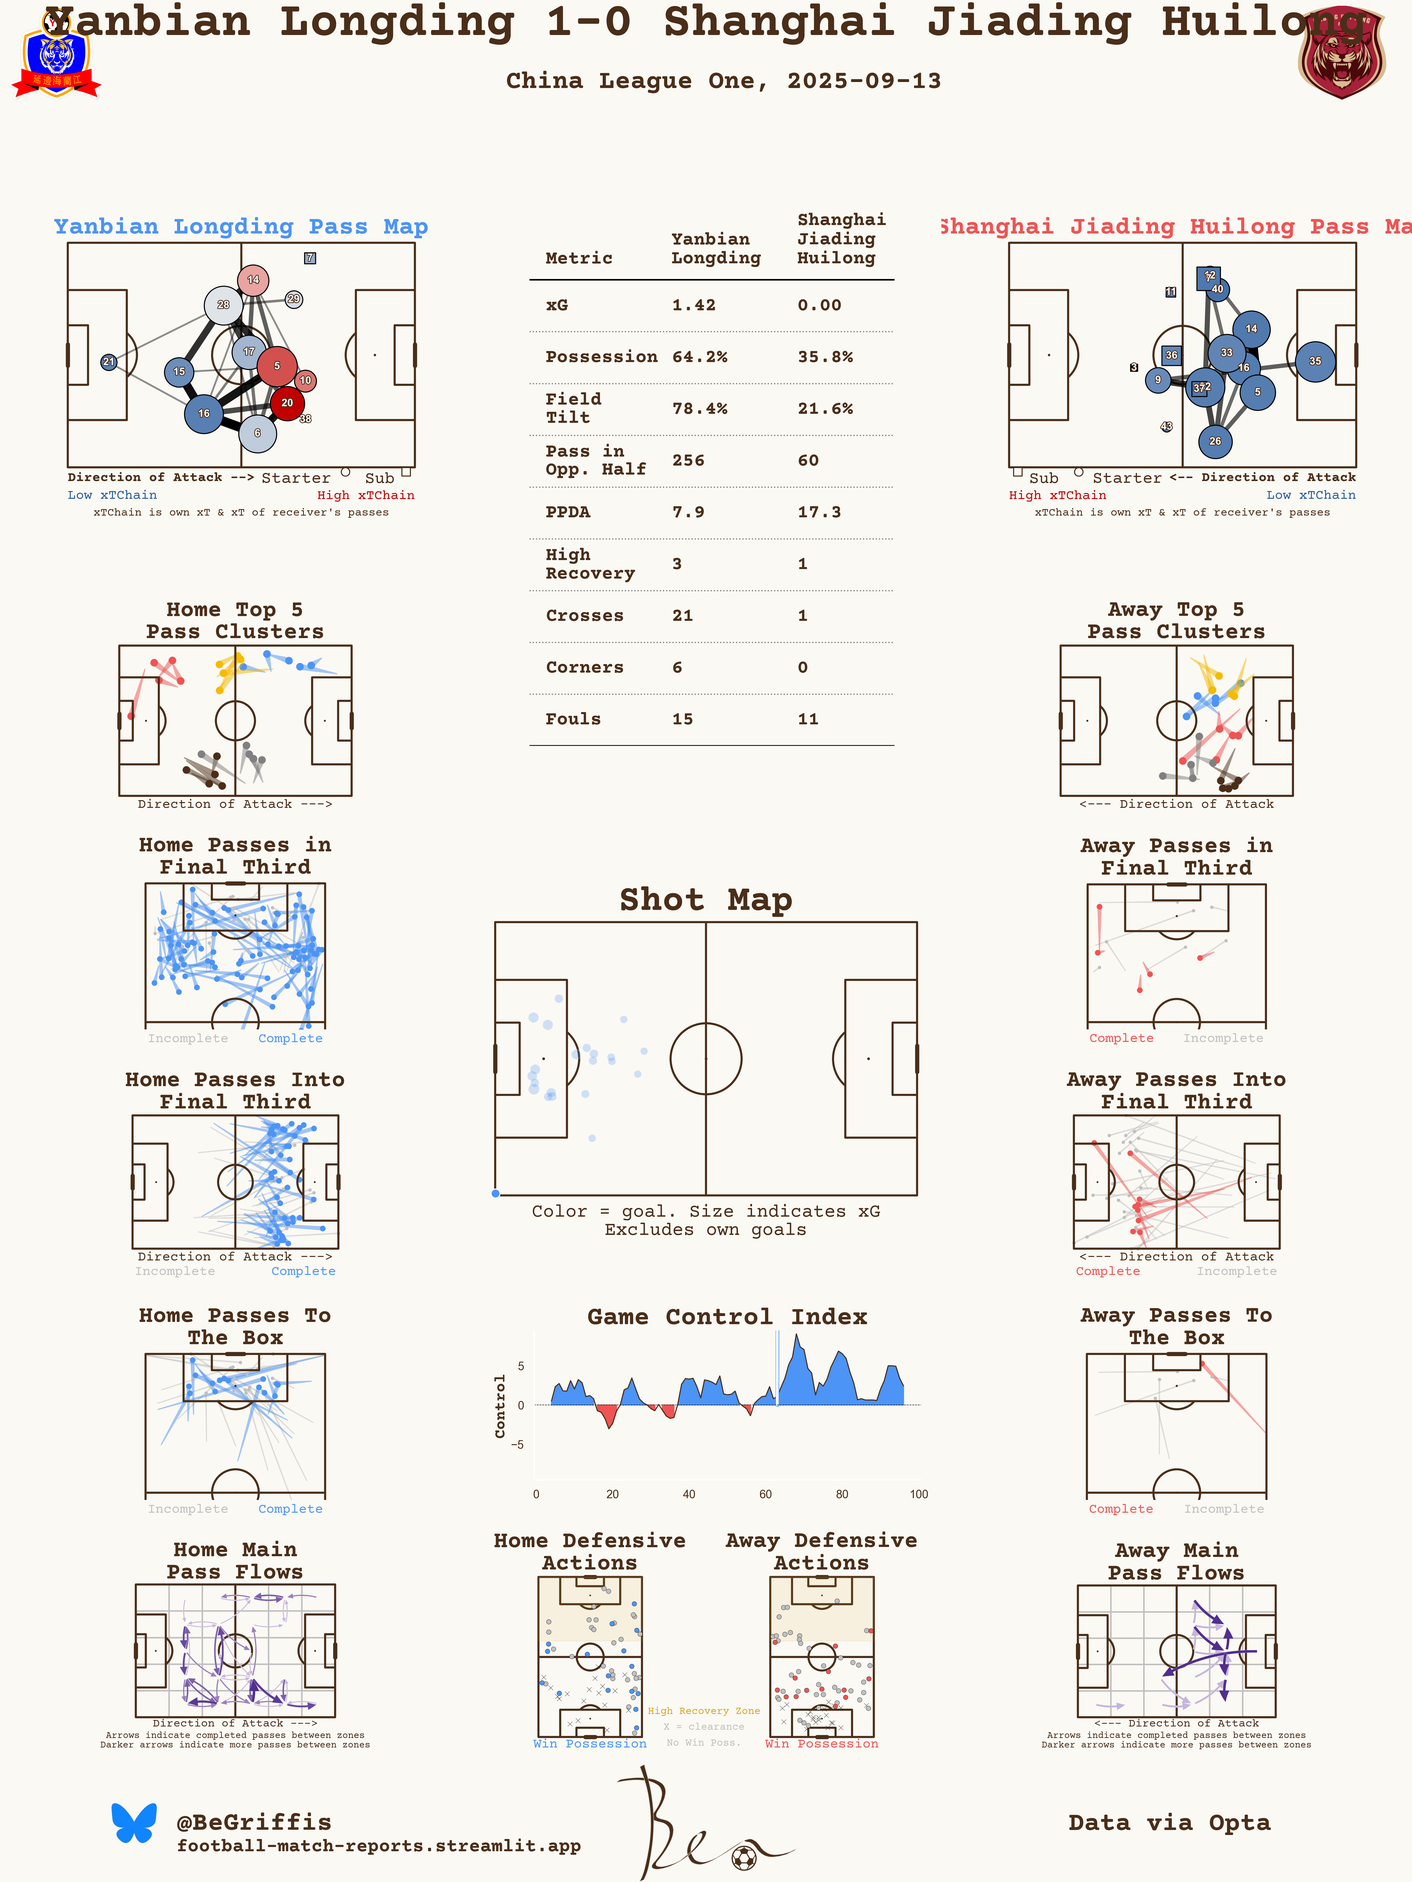 Yanbian Longding 1-0 Shanghai Jiading Huilong
延邊海蘭江
China League One, 2025-09-13
Yanbian Longding Pass Map
7
14
29
28
17
21
15
5
10
20
16
38
6
Direction of Attack --> Starter Sub
Low xTChain High xTChain
xTChain is own xT & xT of receiver's passes
Metric Yanbian Longding Shanghai Jiading Huilong
xG 1.42 0.00
Possession 64.2% 35.8%
Field Tilt 78.4% 21.6%
Pass in Opp. Half 256 60
PPDA 7.9 17.3
High Recovery 3 1
Crosses 21 1
Corners 6 0
Fouls 15 11
Shanghai Jiading Huilong Pass Ma
12
7
11
40
14
36
33
35
3
16
9
37
5
43
26
Sub Starter <-- Direction of Attack
High xTChain Low xTChain
xTChain is own xT & xT of receiver's passes
Home Top 5
Pass Clusters
Direction of Attack --->
Home Passes in
Final Third
Incomplete Complete
Home Passes Into
Final Third
Direction of Attack --->
Incomplete Complete
Home Passes To
The Box
Incomplete Complete
Home Main
Pass Flows
Direction of Attack --->
Arrows indicate completed passes between zones
Darker arrows indicate more passes between zones
Shot Map
Color = goal. Size indicates xG
Excludes own goals
Game Control Index
Control
5
0
−5
0 20 40 60 80 100
Home Defensive
Actions
Win Possession
Away Defensive
Actions
Win Possession
High Recovery Zone
X = clearance
No Win Poss.
Away Top 5
Pass Clusters
<--- Direction of Attack
Away Passes in
Final Third
Complete Incomplete
Away Passes Into
Final Third
<--- Direction of Attack
Complete Incomplete
Away Passes To
The Box
Complete Incomplete
Away Main
Pass Flows
<--- Direction of Attack
Arrows indicate completed passes between zones
Darker arrows indicate more passes between zones
@BeGriffis
football-match-reports.streamlit.app
Ben
Data via Opta